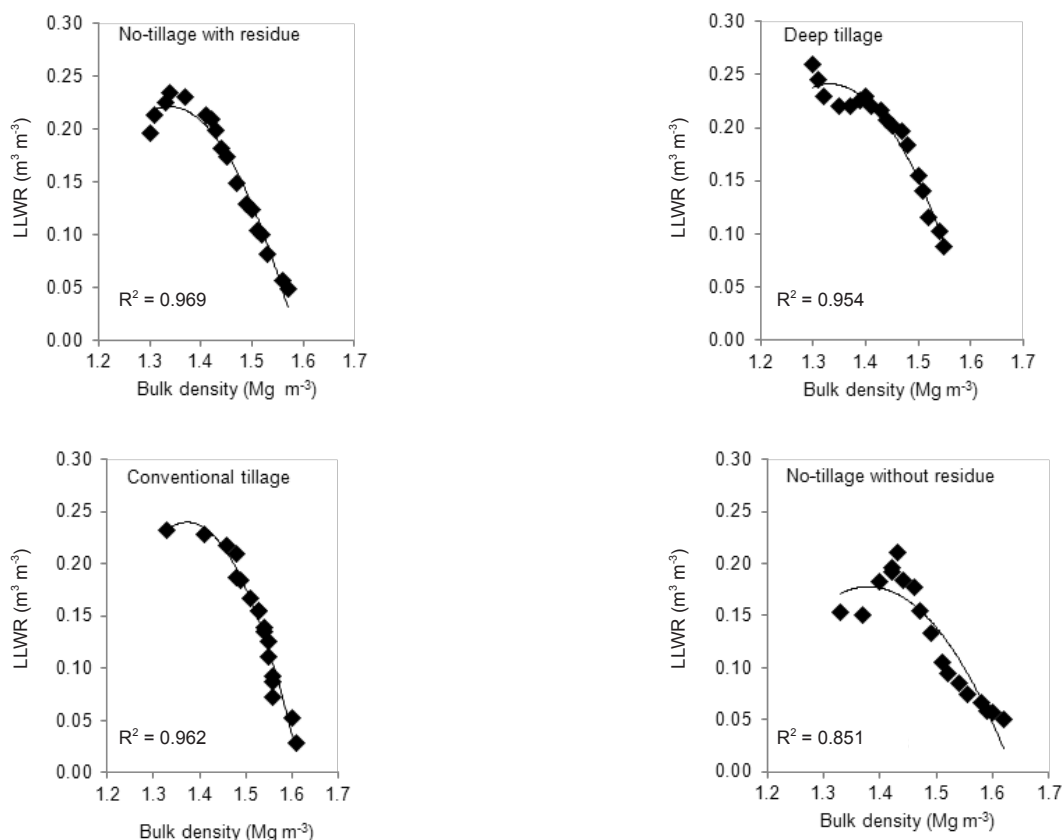 No-tillage with residue
LLWR (m³ m⁻³)
0.30
0.25
0.20
0.15
0.10
0.05
0.00
R² = 0.969
1.2 1.3 1.4 1.5 1.6 1.7
Bulk density (Mg m⁻³)
Deep tillage
LLWR (m³ m⁻³)
0.30
0.25
0.20
0.15
0.10
0.05
0.00
R² = 0.954
1.2 1.3 1.4 1.5 1.6 1.7
Bulk density (Mg m⁻³)
Conventional tillage
LLWR (m³ m⁻³)
0.30
0.25
0.20
0.15
0.10
0.05
0.00
R² = 0.962
1.2 1.3 1.4 1.5 1.6 1.7
Bulk density (Mg m⁻³)
No-tillage without residue
LLWR (m³ m⁻³)
0.30
0.25
0.20
0.15
0.10
0.05
0.00
R² = 0.851
1.2 1.3 1.4 1.5 1.6 1.7
Bulk density (Mg m⁻³)